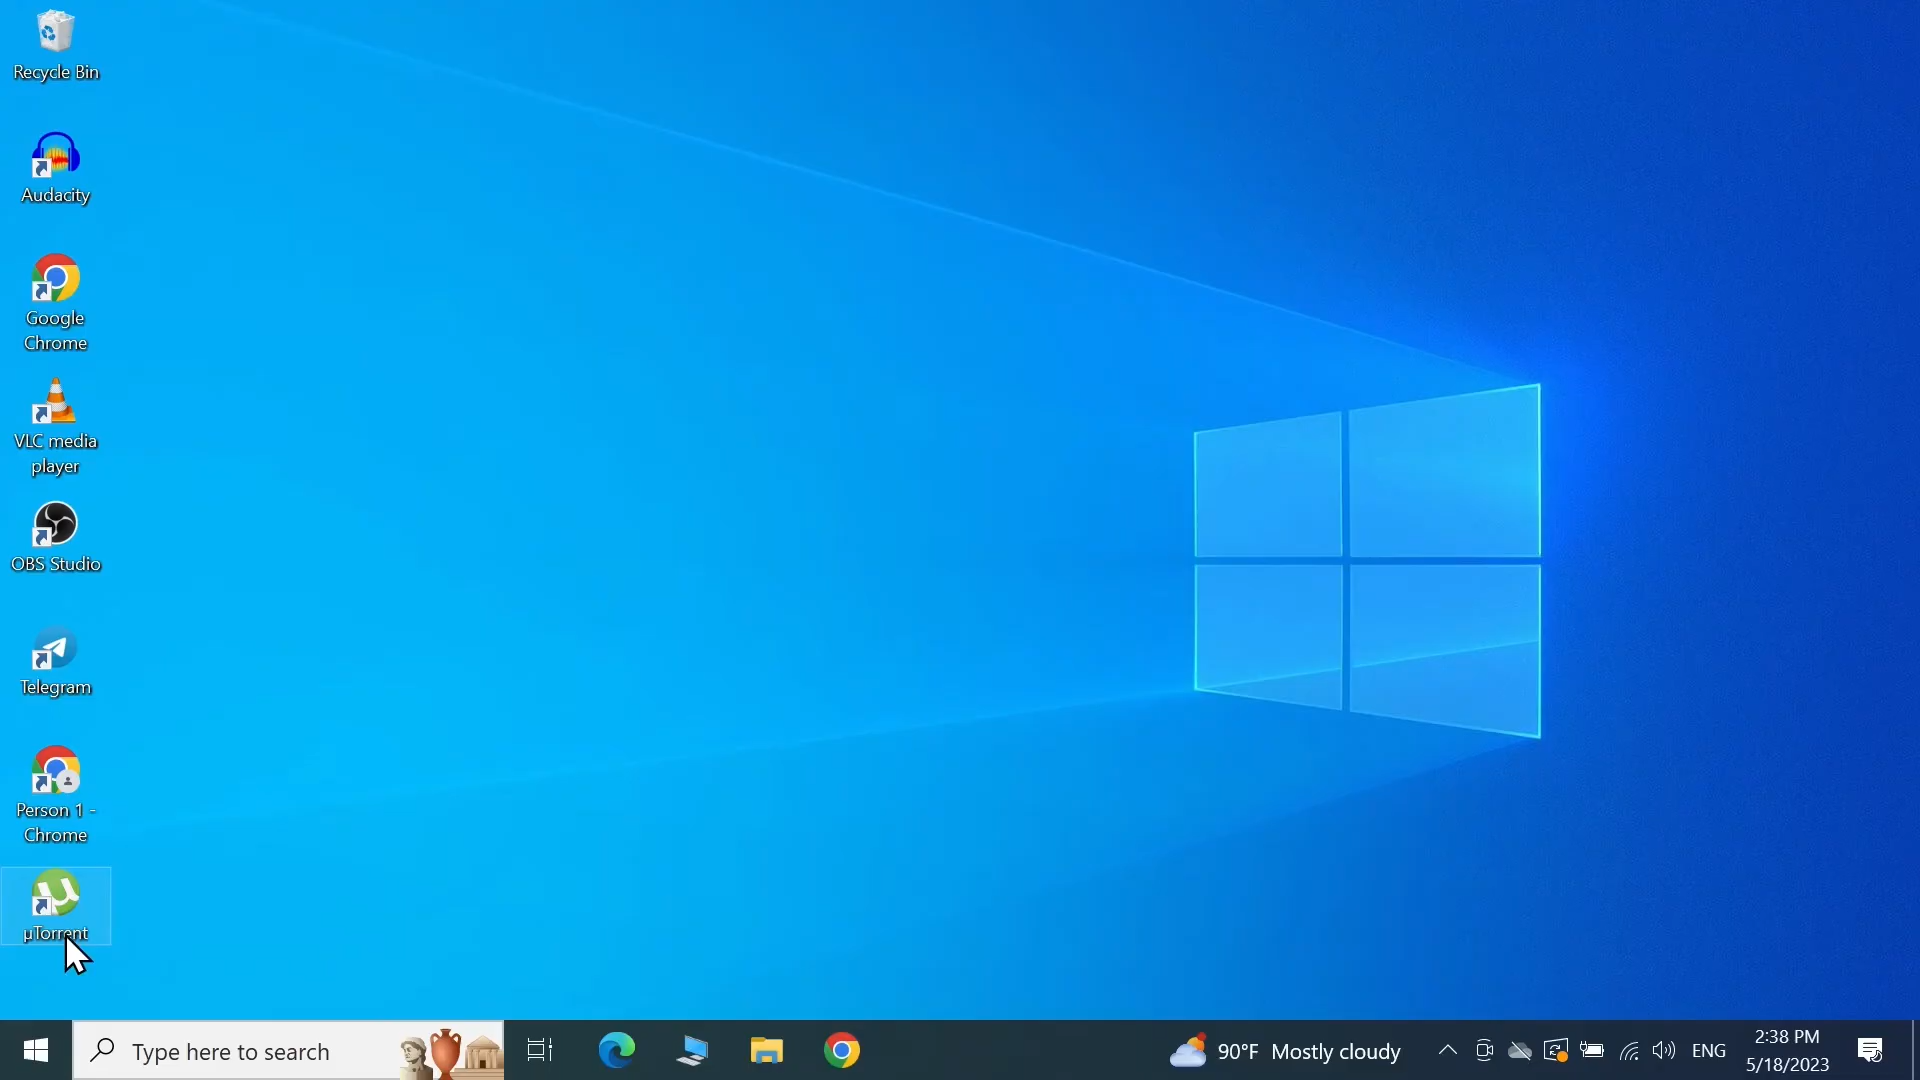 Recycle Bin
Audacity
Google
Chrome
VLC media
player
OBS Studio
Telegram
Person 1 -
Chrome
µTorrent
Type here to search
90°F Mostly cloudy
ENG
2:38 PM
5/18/2023